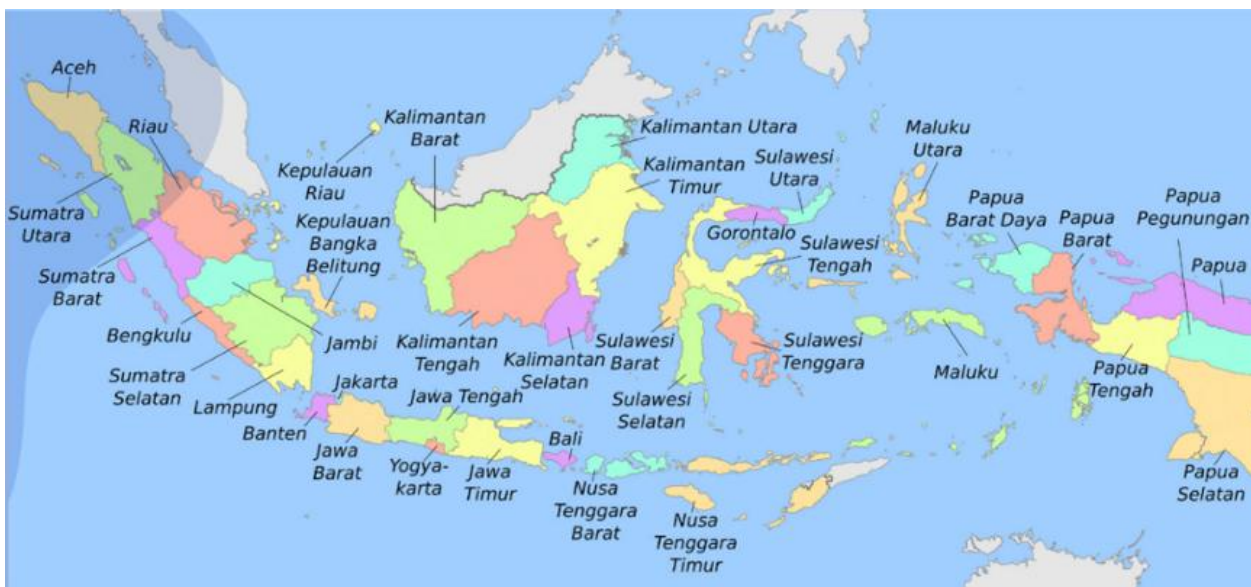 Aceh
Riau
Sumatra
Utara
Sumatra
Barat
Bengkulu
Sumatra
Selatan
Lampung
Jambi
Kepulauan
Riau
Kepulauan
Bangka
Belitung
Banten
Jakarta
Jawa
Barat
Jawa Tengah
Yogya-
karta
Jawa
Timur
Bali
Nusa
Tenggara
Barat
Nusa
Tenggara
Timur
Kalimantan
Barat
Kalimantan
Tengah
Kalimantan
Selatan
Kalimantan Utara
Kalimantan
Timur
Sulawesi
Utara
Gorontalo
Sulawesi
Tengah
Sulawesi
Barat
Sulawesi
Selatan
Sulawesi
Tenggara
Maluku
Utara
Maluku
Papua
Barat Daya
Papua
Barat
Papua
Pegunungan
Papua
Papua
Tengah
Papua
Selatan